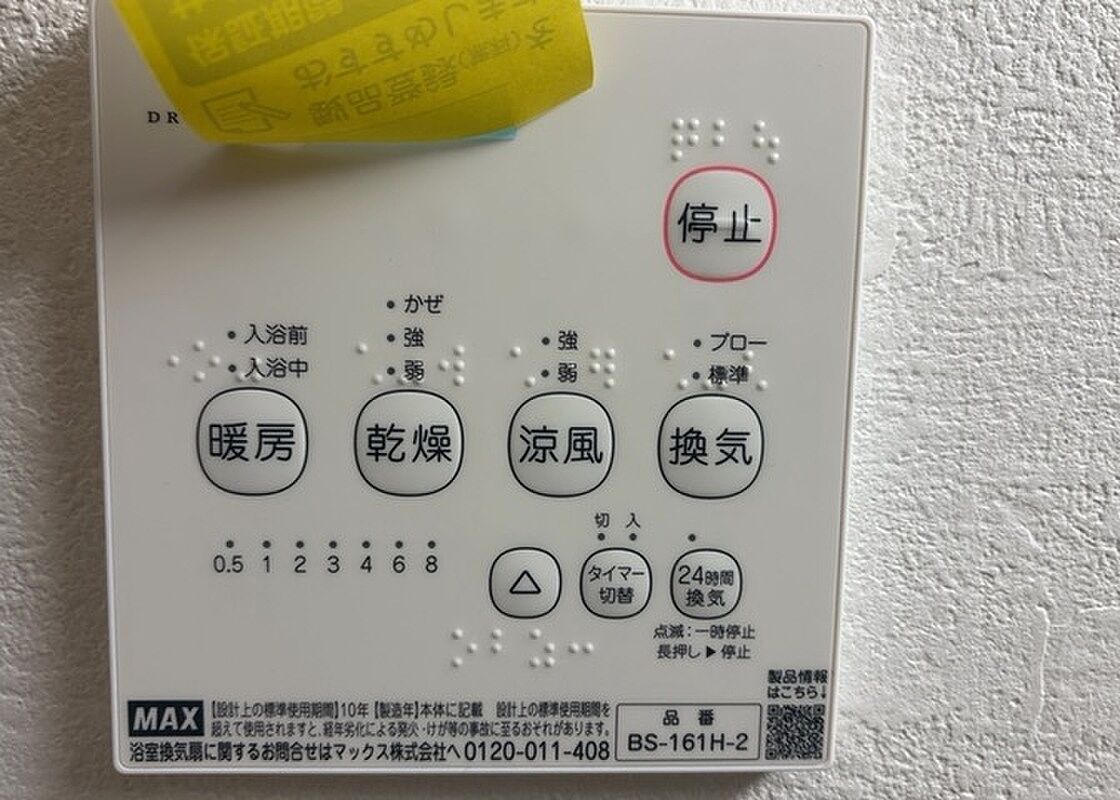 DR
停止
かぜ
入浴前
強
強
ブロー
入浴中
弱
弱
標準
暖房
乾燥
涼風
換気
切 入
0.5 1 2 3 4 6 8
△
タイマー
切替
24時間
換気
点滅:一時停止
長押し▶停止
製品情報
はこちら↓
MAX
【設計上の標準使用期間】10年【製造年】本体に記載 設計上の標準使用期間を
超えて使用されますと、経年劣化による発火・けが等の事故に至るおそれがあります。
浴室換気扇に関するお問合せはマックス株式会社へ 0120-011-408
品番
BS-161H-2